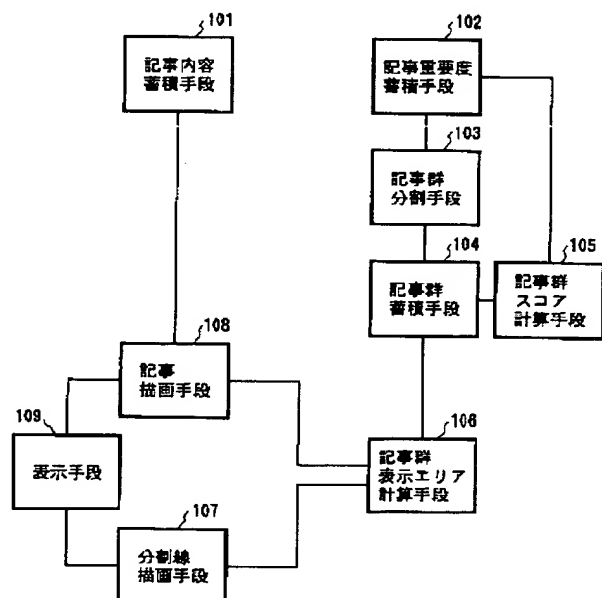 101
記事内容
蓄積手段
102
記事重要度
蓄積手段
103
記事群
分割手段
104
記事群
蓄積手段
105
記事群
スコア
計算手段
108
記事
描画手段
109
表示手段
106
記事群
表示エリア
計算手段
107
分割線
描画手段